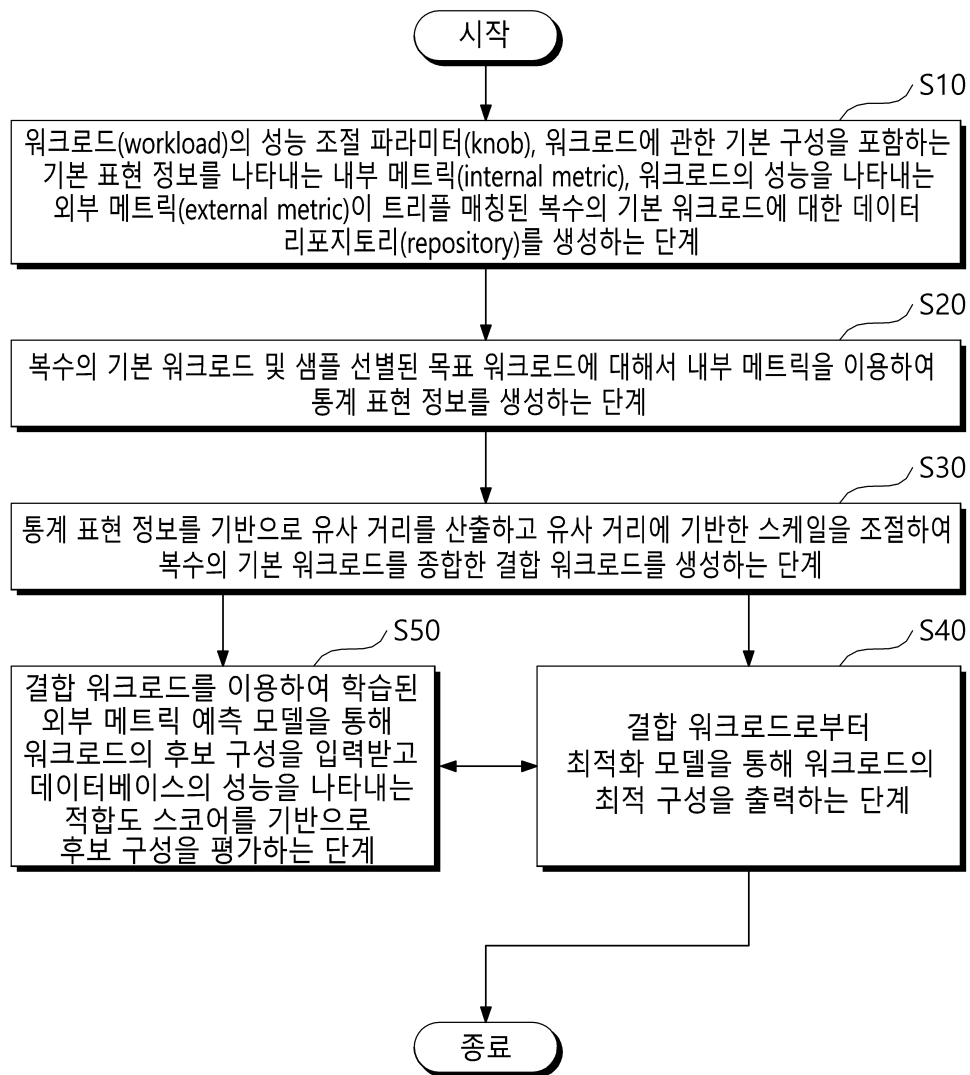 시작
S10
워크로드(workload)의 성능 조절 파라미터(knob), 워크로드에 관한 기본 구성을 포함하는
기본 표현 정보를 나타내는 내부 메트릭(internal metric), 워크로드의 성능을 나타내는
외부 메트릭(external metric)이 트리플 매칭된 복수의 기본 워크로드에 대한 데이터
리포지토리(repository)를 생성하는 단계
S20
복수의 기본 워크로드 및 샘플 선별된 목표 워크로드에 대해서 내부 메트릭을 이용하여
통계 표현 정보를 생성하는 단계
S30
통계 표현 정보를 기반으로 유사 거리를 산출하고 유사 거리에 기반한 스케일을 조절하여
복수의 기본 워크로드를 종합한 결합 워크로드를 생성하는 단계
S50
결합 워크로드를 이용하여 학습된
외부 메트릭 예측 모델을 통해
워크로드의 후보 구성을 입력받고
데이터베이스의 성능을 나타내는
적합도 스코어를 기반으로
후보 구성을 평가하는 단계
S40
결합 워크로드로부터
최적화 모델을 통해 워크로드의
최적 구성을 출력하는 단계
종료